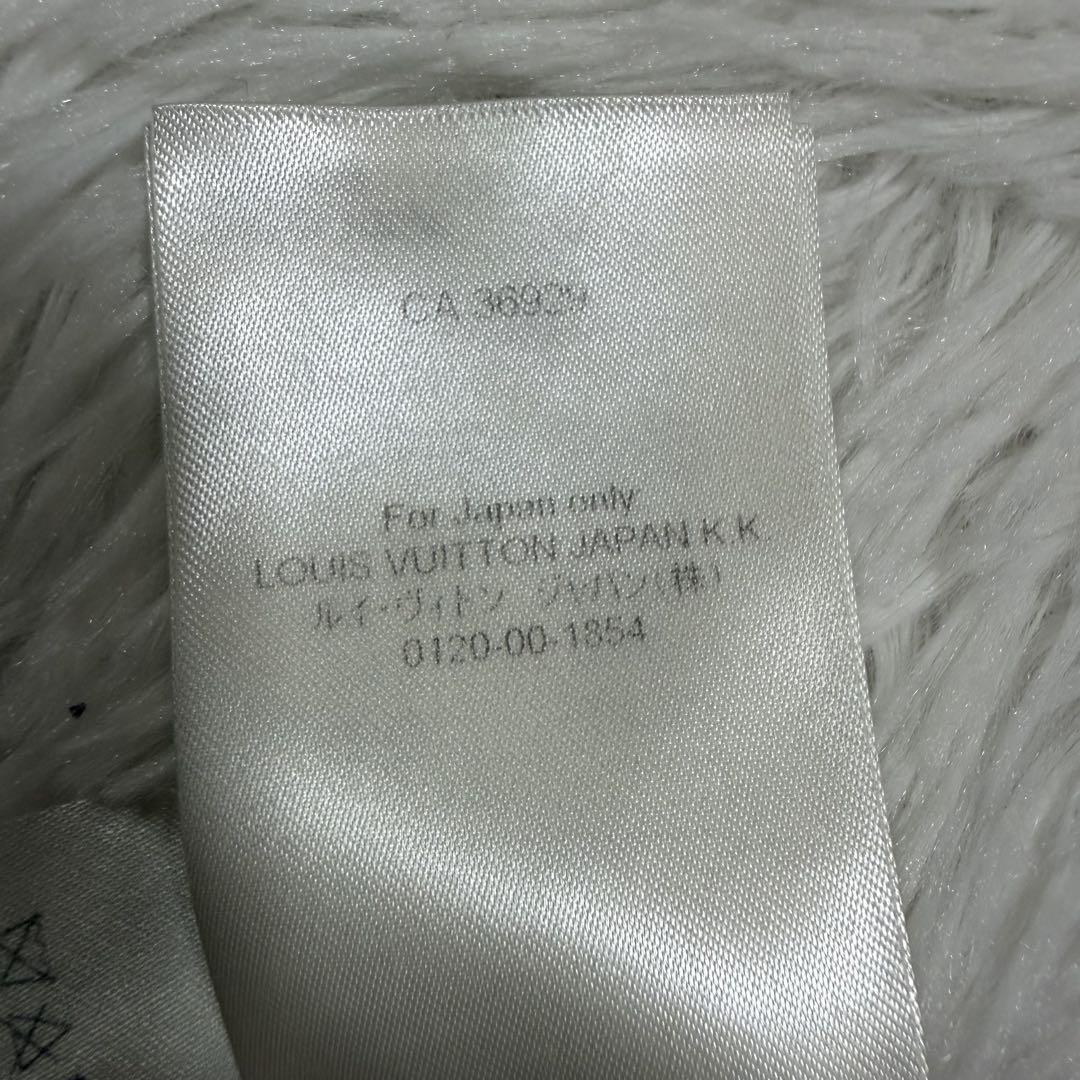 CA 36939
For Japan only
LOUIS VUITTON JAPAN K.K.
ルイ・ヴィトン ジャパン(株)
0120-00-1854